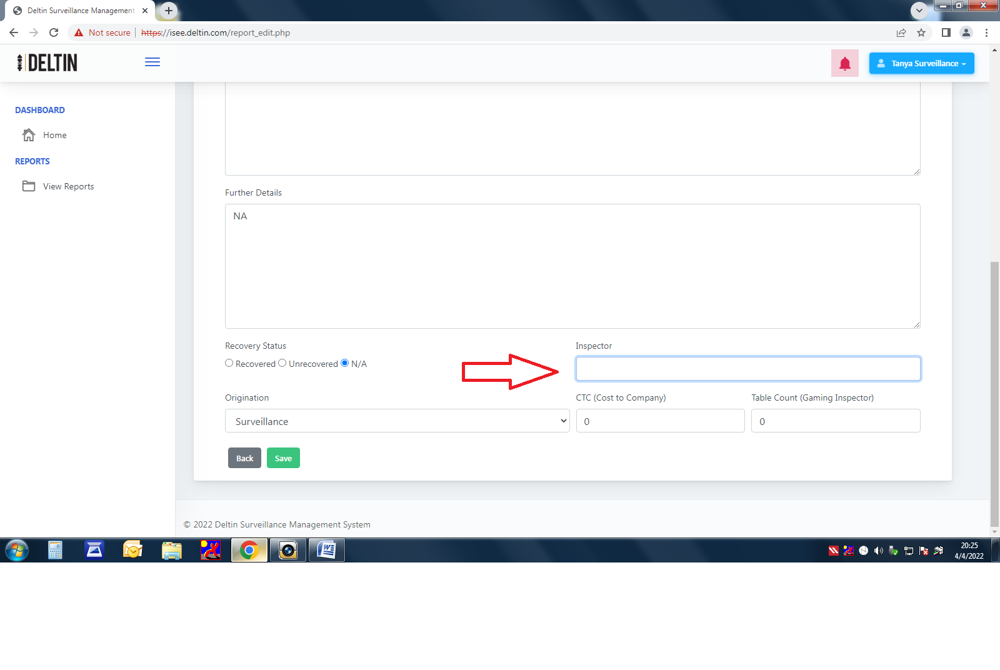 Deltin Surveillance Management
Not secure https://isee.deltin.com/report_edit.php
DELTIN
Tanya Surveillance
DASHBOARD
Home
REPORTS
View Reports
Further Details
NA
Recovery Status
Inspector
Recovered Unrecovered N/A
Origination
CTC (Cost to Company)
Table Count (Gaming Inspector)
Surveillance
0
0
Back
Save
© 2022 Deltin Surveillance Management System
20:25
4/4/2022